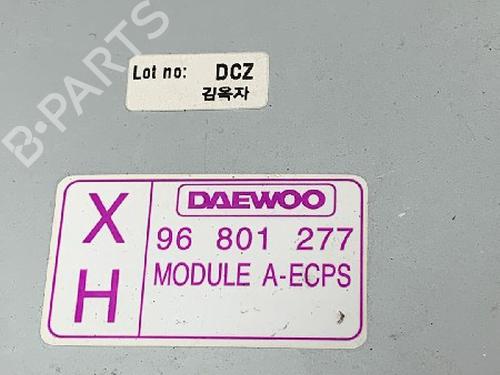 B-PARTS
Lot no: DCZ
김옥자
X
H
DAEWOO
96 801 277
MODULE A-ECPS